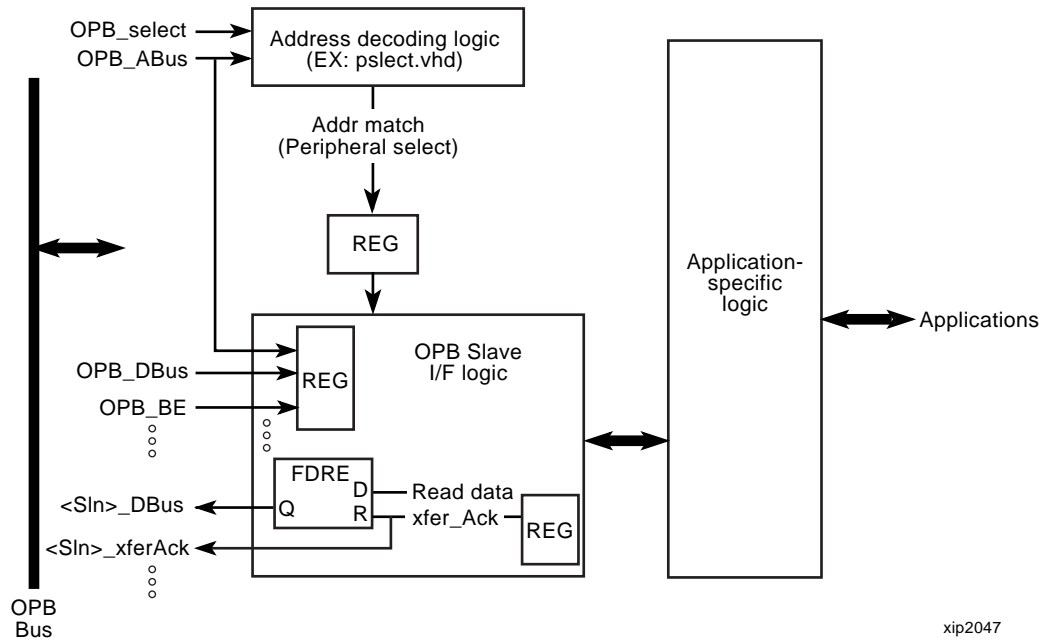 OPB_select
OPB_ABus
Address decoding logic
(EX: pslect.vhd)
Addr match
(Peripheral select)
REG
Application-
specific
logic
Applications
OPB Slave
I/F logic
REG
OPB_DBus
OPB_BE
FDRE
D
Q
R
Read data
xfer_Ack
REG
<Sln>_DBus
<Sln>_xferAck
OPB
Bus
xip2047